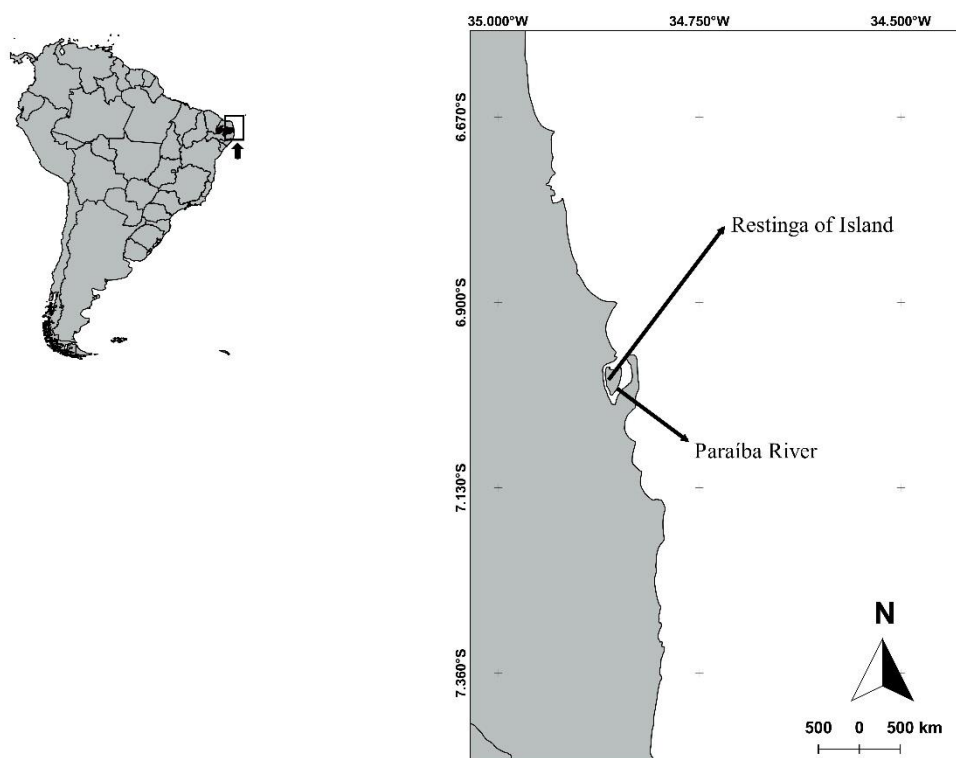 35.000°W 34.750°W 34.500°W
6.670°S
Restinga of Island
6.900°S
Paraíba River
7.130°S
N
7.360°S
500 0 500 km